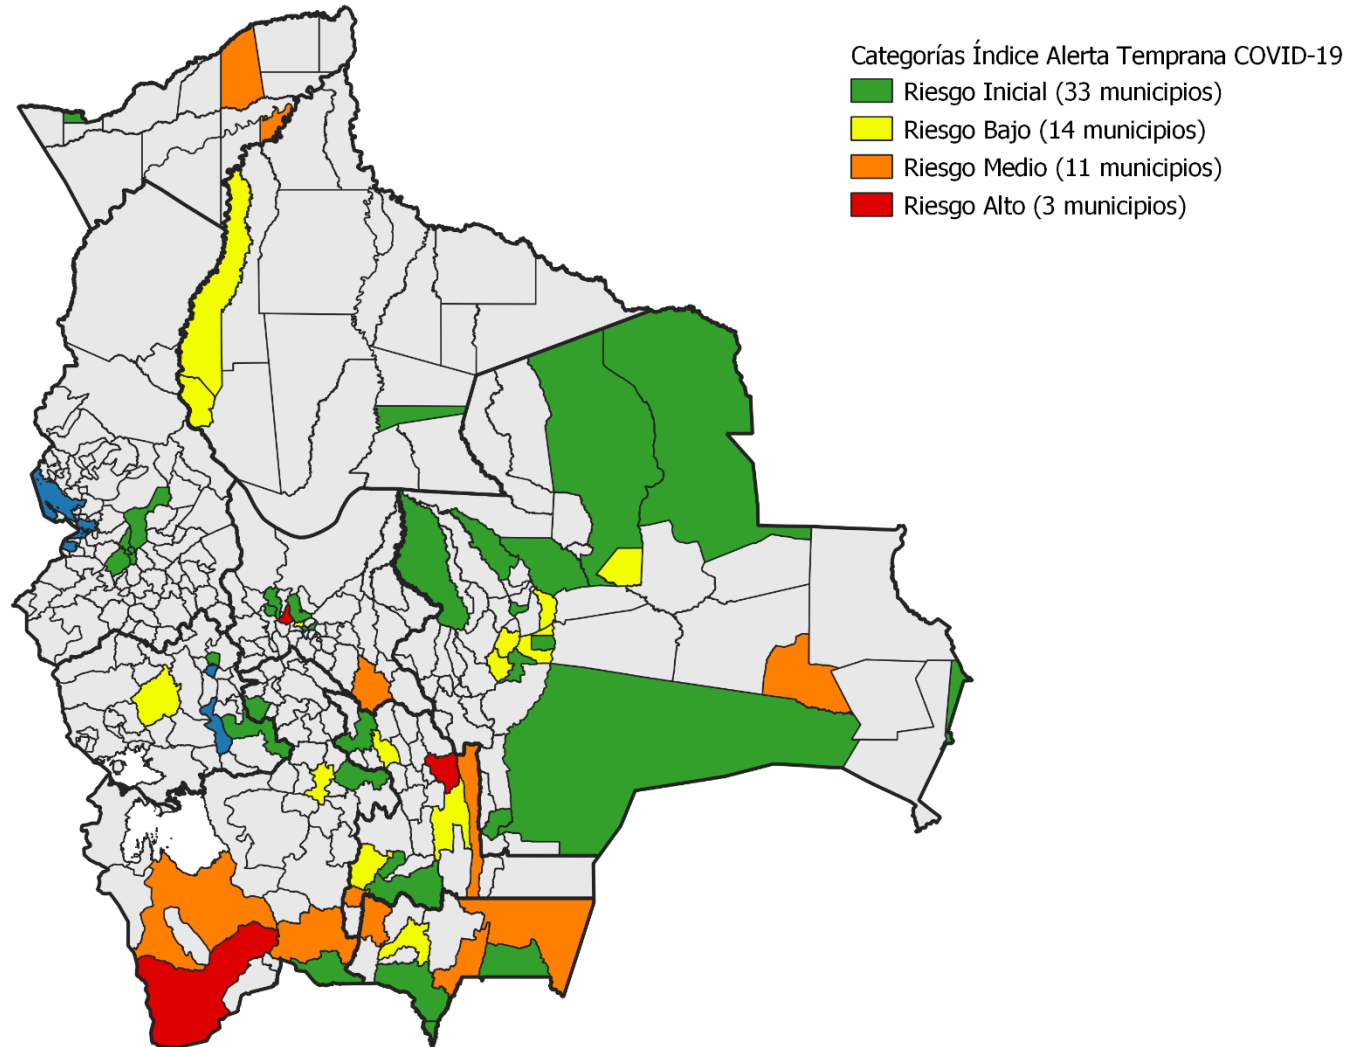 Categorías Índice Alerta Temprana COVID-19
Riesgo Inicial (33 municipios)
Riesgo Bajo (14 municipios)
Riesgo Medio (11 municipios)
Riesgo Alto (3 municipios)